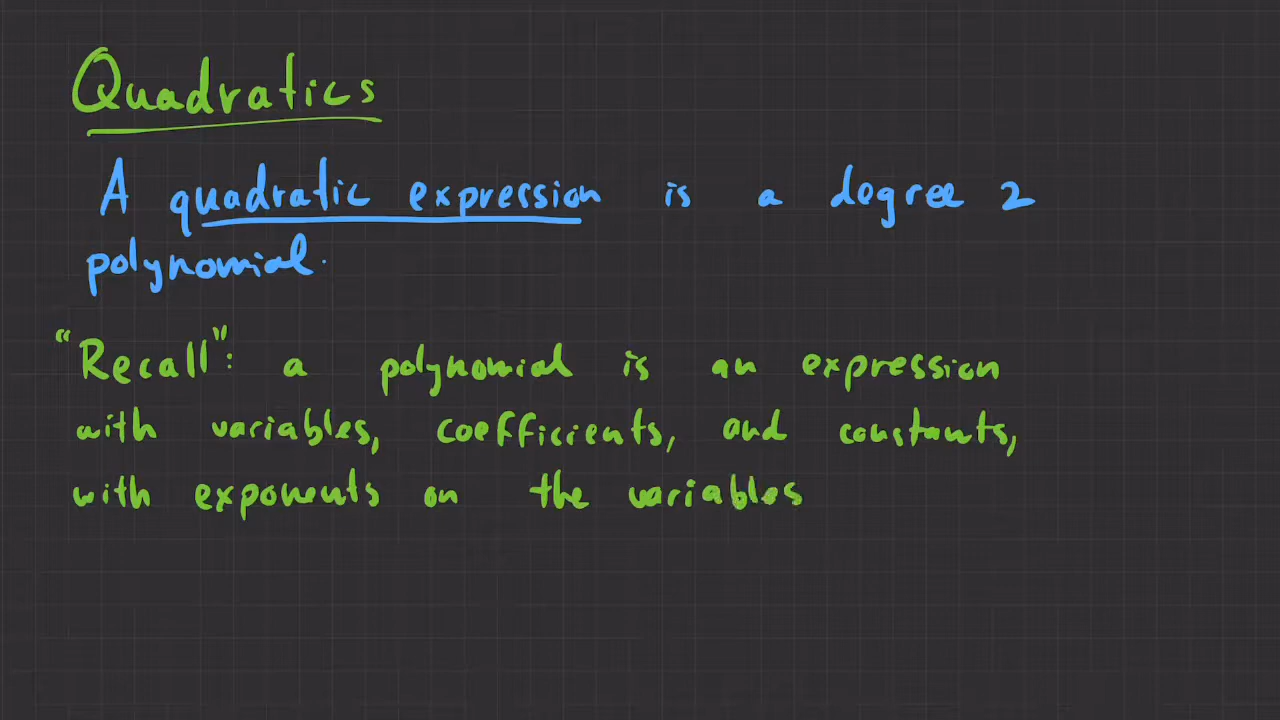 Quadratics
A quadratic expression is a degree 2
polynomial.
"Recall": a polynomial is an expression
with variables, coefficients, and constants,
with exponents on the variables